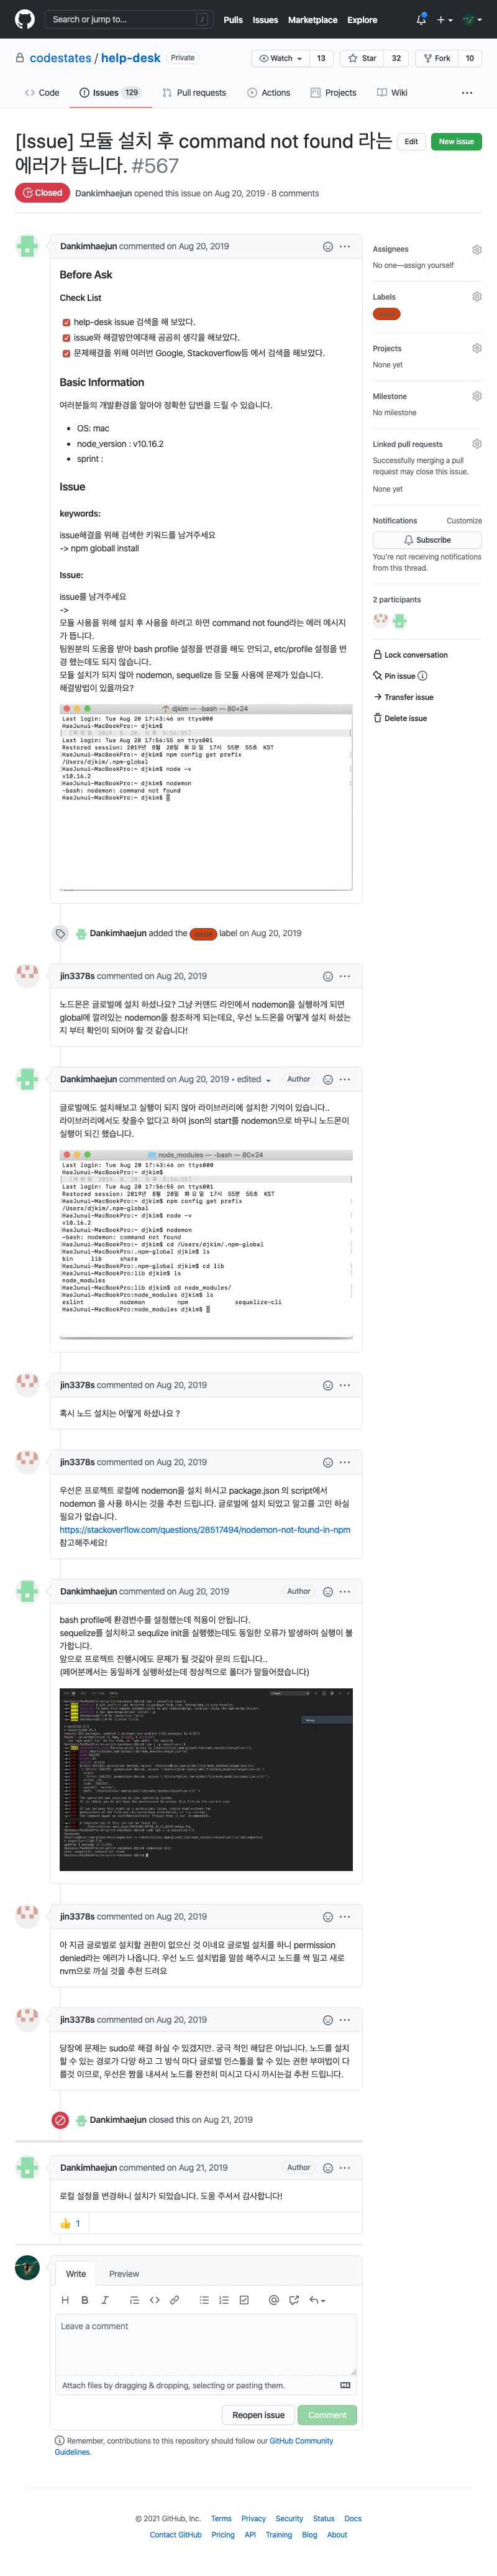 Search or jump to...
/
Pulls Issues Marketplace Explore
codestates / help-desk Private
Watch 13 Star 32 Fork 10
Code Issues 129 Pull requests Actions Projects Wiki
[Issue] 모듈 설치 후 command not found 라는
에러가 뜹니다. #567
Edit New issue
Closed Dankimhaejun opened this issue on Aug 20, 2019 · 8 comments
Dankimhaejun commented on Aug 20, 2019
Before Ask
Check List
help-desk issue 검색을 해 보았다.
issue와 해결방안에대해 곰곰히 생각을 해보았다.
문제해결을 위해 여러번 Google, Stackoverflow등 에서 검색을 해보았다.
Basic Information
여러분들의 개발환경을 알아야 정확한 답변을 드릴 수 있습니다.
OS: mac
node_version : v10.16.2
sprint :
Issue
keywords:
issue해결을 위해 검색한 키워드를 남겨주세요
-> npm globall install
Issue:
issue를 남겨주세요
->
모듈 사용을 위해 설치 후 사용을 하려고 하면 command not found라는 에러 메시지
가 뜹니다.
팀원분의 도움을 받아 bash profile 설정을 변경을 해도 안되고, etc/profile 설정을 변
경 했는데도 되지 않습니다.
모듈 설치가 되지 않아 nodemon, sequelize 등 모듈 사용에 문제가 있습니다.
해결방법이 있을까요?
djkim — -bash — 80×24
Last login: Tue Aug 20 17:43:46 on ttys000
HaeJunui-MacBookPro:~ djkim$
Last login: Tue Aug 20 17:56:55 on ttys001
Restored session: 2019년 8월 20일 화요일 17시 55분 55초 KST
HaeJunui-MacBookPro:~ djkim$ npm config get prefix
/Users/djkim/.npm-global
HaeJunui-MacBookPro:~ djkim$ node -v
v10.16.2
HaeJunui-MacBookPro:~ djkim$ nodemon
-bash: nodemon: command not found
HaeJunui-MacBookPro:~ djkim$
Assignees
No one—assign yourself
Labels
Projects
None yet
Milestone
No milestone
Linked pull requests
Successfully merging a pull
request may close this issue.
None yet
Notifications Customize
Subscribe
You're not receiving notifications
from this thread.
2 participants
Lock conversation
Pin issue
Transfer issue
Delete issue
Dankimhaejun added the label on Aug 20, 2019
jin3378s commented on Aug 20, 2019
노드몬은 글로벌에 설치 하셨나요? 그냥 커맨드 라인에서 nodemon을 실행하게 되면
global에 깔려있는 nodemon을 참조하게 되는데요, 우선 노드몬을 어떻게 설치 하셨는
지 부터 확인이 되어야 할 것 같습니다!
Dankimhaejun commented on Aug 20, 2019 • edited Author
글로벌에도 설치해보고 실행이 되지 않아 라이브러리에 설치한 기억이 있습니다..
라이브러리에서도 찾을수 없다고 하여 json의 start를 nodemon으로 바꾸니 노드몬이
실행이 되긴 했습니다.
node_modules — -bash — 80×24
Last login: Tue Aug 20 17:43:46 on ttys000
HaeJunui-MacBookPro:~ djkim$
Last login: Tue Aug 20 17:56:55 on ttys001
Restored session: 2019년 8월 20일 화요일 17시 55분 55초 KST
HaeJunui-MacBookPro:~ djkim$ npm config get prefix
/Users/djkim/.npm-global
HaeJunui-MacBookPro:~ djkim$ node -v
v10.16.2
HaeJunui-MacBookPro:~ djkim$ nodemon
-bash: nodemon: command not found
HaeJunui-MacBookPro:~ djkim$ cd /Users/djkim/.npm-global
HaeJunui-MacBookPro:.npm-global djkim$ ls
bin lib share
HaeJunui-MacBookPro:.npm-global djkim$ cd lib
HaeJunui-MacBookPro:lib djkim$ ls
node_modules
HaeJunui-MacBookPro:lib djkim$ cd node_modules/
HaeJunui-MacBookPro:node_modules djkim$ ls
eslint nodemon npm sequelize-cli
HaeJunui-MacBookPro:node_modules djkim$
jin3378s commented on Aug 20, 2019
혹시 노드 설치는 어떻게 하셨나요 ?
jin3378s commented on Aug 20, 2019
우선은 프로젝트 로컬에 nodemon을 설치 하시고 package.json 의 script에서
nodemon 을 사용 하시는 것을 추천 드립니다. 글로벌에 설치 되었고 말고를 고민 하실
필요가 없습니다.
https://stackoverflow.com/questions/28517494/nodemon-not-found-in-npm
참고해주세요!
Dankimhaejun commented on Aug 20, 2019 Author
bash profile에 환경변수를 설정했는데 적용이 안됩니다.
sequelize를 설치하고 sequlize init을 실행했는데도 동일한 오류가 발생하여 실행이 불
가합니다.
앞으로 프로젝트 진행시에도 문제가 될 것같아 문의 드립니다..
(페어분께서는 동일하게 실행하셨는데 정상적으로 폴더가 말들어졌습니다)
jin3378s commented on Aug 20, 2019
아 지금 글로벌로 설치할 권한이 없으신 것 이네요 글로벌 설치를 하니 permission
denied라는 에러가 나옵니다. 우선 노드 설치법을 말씀 해주시고 노드를 싹 밀고 새로
nvm으로 까실 것을 추천 드려요
jin3378s commented on Aug 20, 2019
당장에 문제는 sudo로 해결 하실 수 있겠지만. 궁극 적인 해답은 아닙니다. 노드를 설치
할 수 있는 경로가 다양 하고 그 방식 마다 글로벌 인스톨을 할 수 있는 권한 부여법이 다
를것 이므로, 우선은 짬을 내셔서 노드를 완전히 미시고 다시 까시는걸 추천 드립니다.
Dankimhaejun closed this on Aug 21, 2019
Dankimhaejun commented on Aug 21, 2019 Author
로컬 설정을 변경하니 설치가 되었습니다. 도움 주셔서 감사합니다!
👍 1
Write Preview
Leave a comment
Attach files by dragging & dropping, selecting or pasting them.
Reopen issue Comment
Remember, contributions to this repository should follow our GitHub Community
Guidelines.
© 2021 GitHub, Inc. Terms Privacy Security Status Docs
Contact GitHub Pricing API Training Blog About